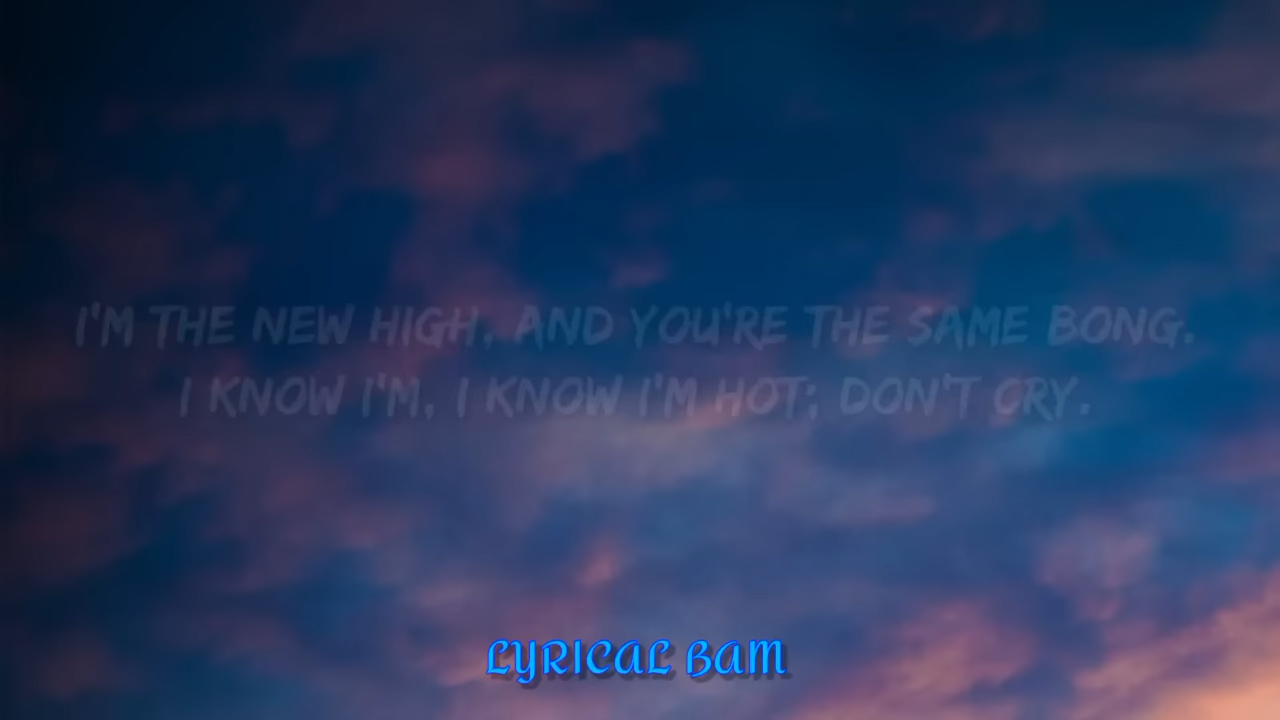 I'M THE NEW HIGH, AND YOU'RE THE SAME BONG.
I KNOW I'M, I KNOW I'M HOT; DON'T CRY.
LYRICAL BAM